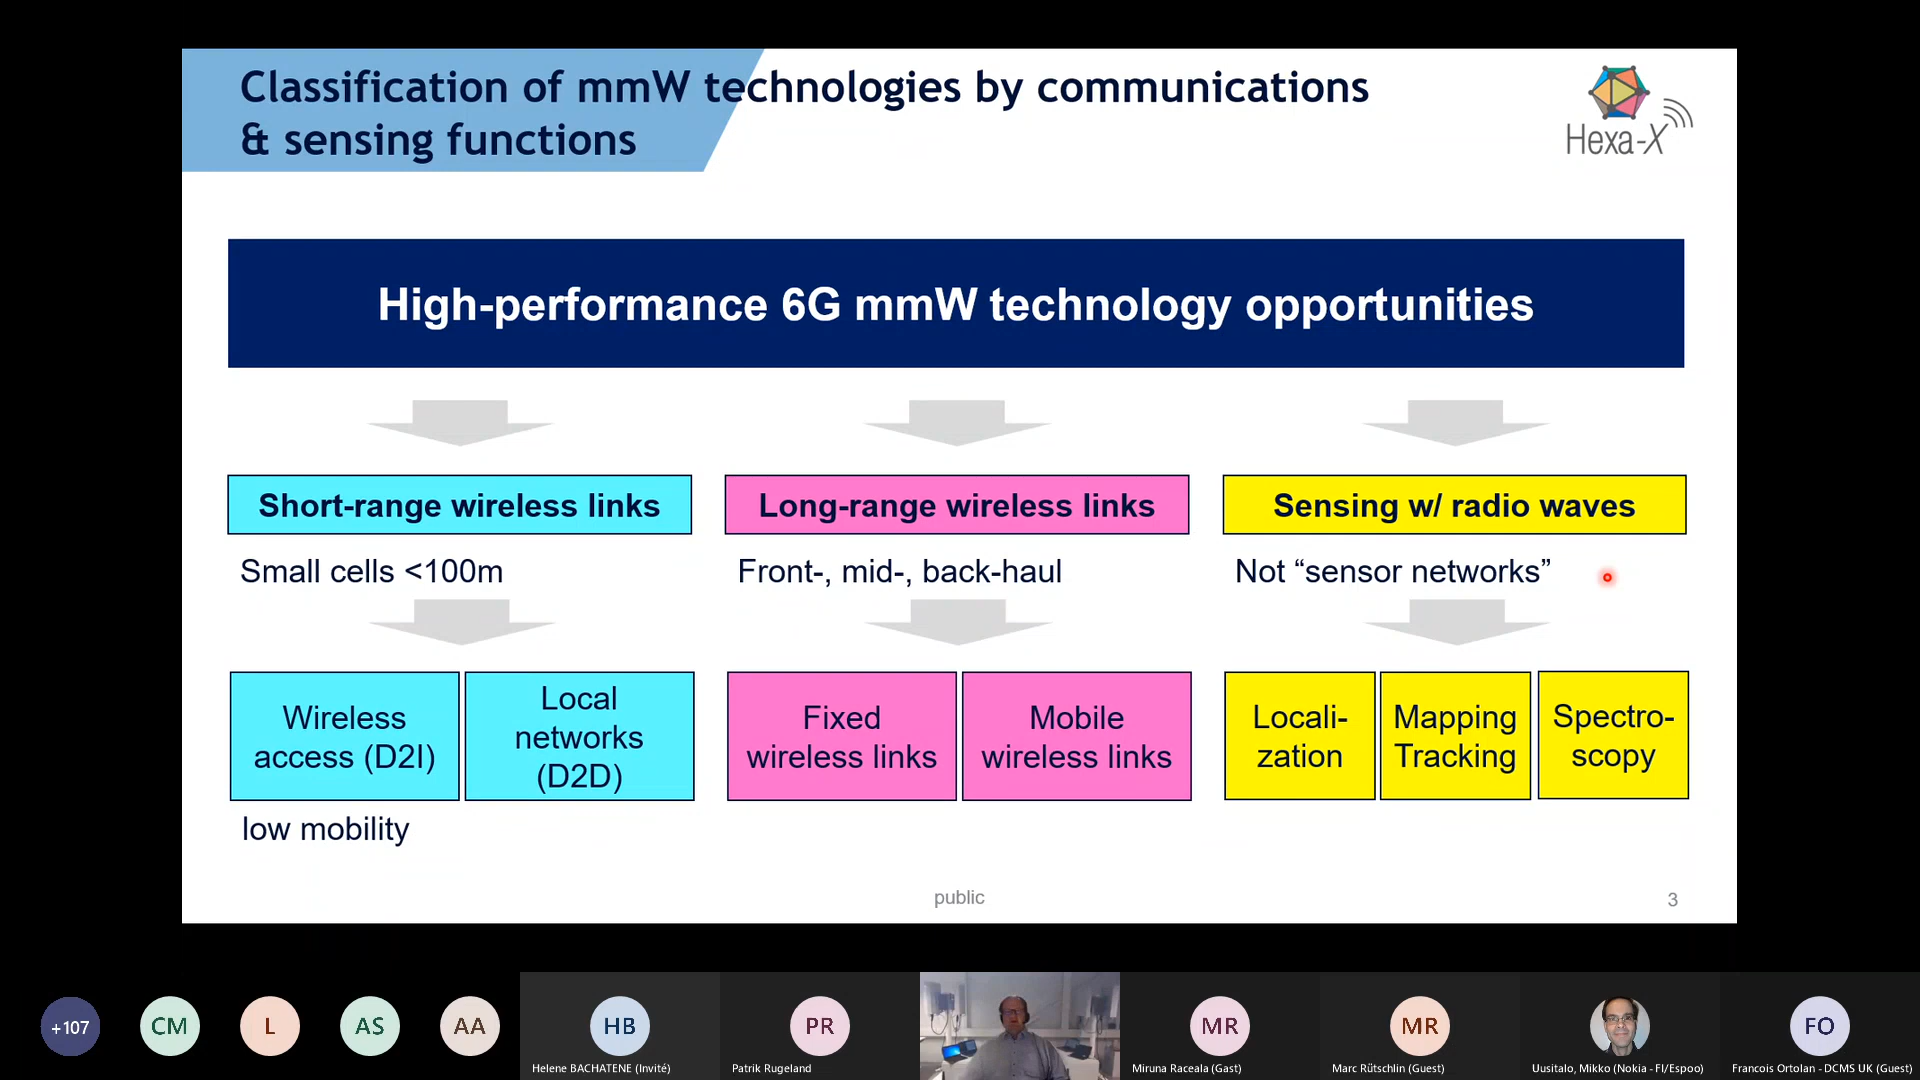 Classification of mmW technologies by communications
& sensing functions
Hexa-X
High-performance 6G mmW technology opportunities
Short-range wireless links
Long-range wireless links
Sensing w/ radio waves
Small cells <100m
Front-, mid-, back-haul
Not “sensor networks”
Wireless
access (D2I)
Local
networks
(D2D)
Fixed
wireless links
Mobile
wireless links
Locali-
zation
Mapping
Tracking
Spectro-
scopy
low mobility
public
3
+107
CM
L
AS
AA
HB
Helene BACHATENE (Invité)
PR
Patrik Rugeland
MR
Miruna Raceala (Gast)
MR
Marc Rütschlin (Guest)
Uusitalo, Mikko (Nokia - FI/Espoo)
FO
Francois Ortolan - DCMS UK (Guest)